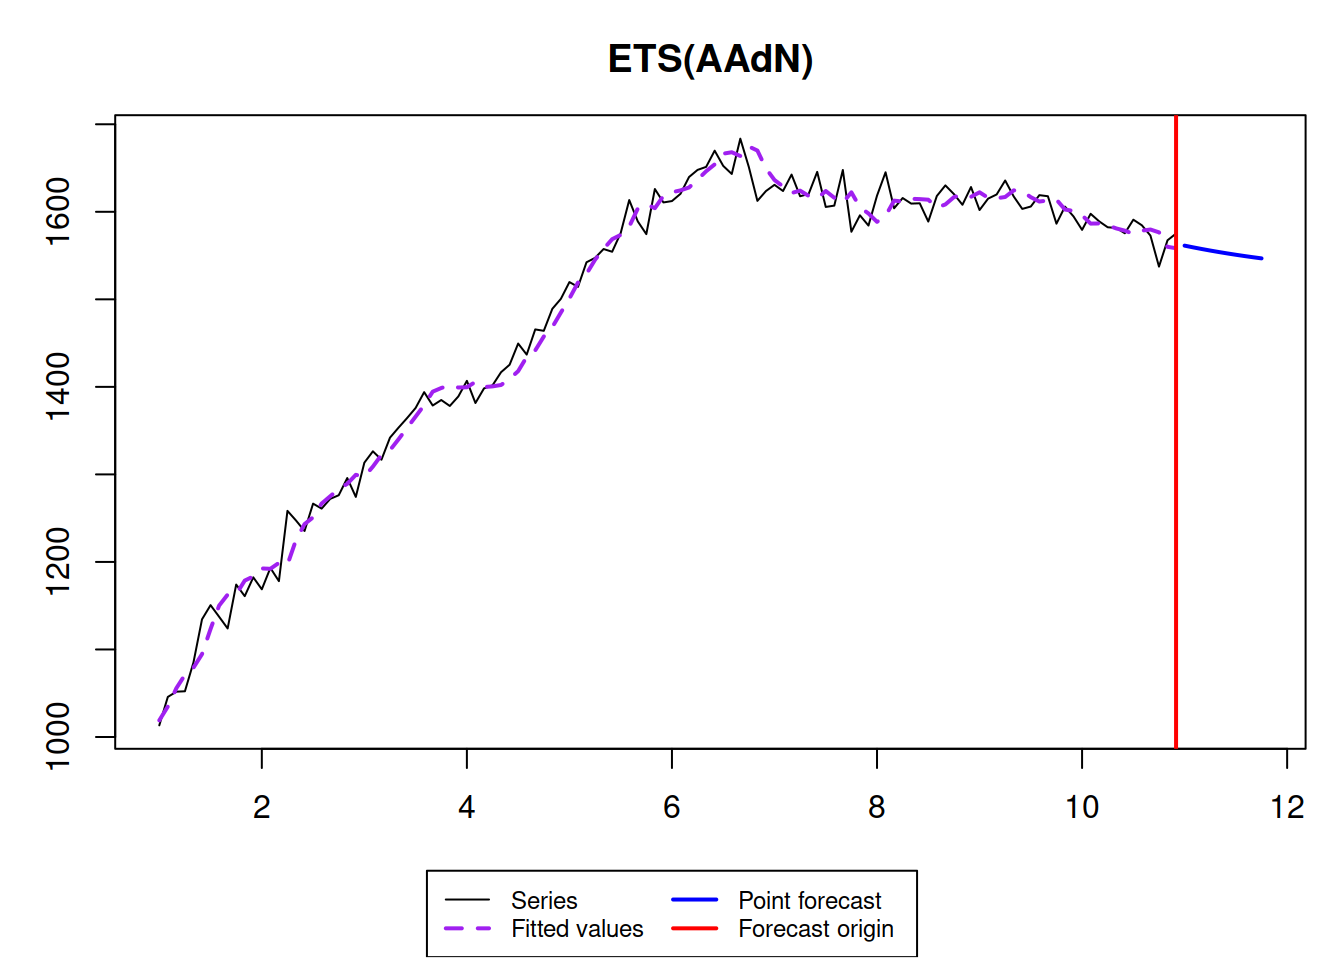 ETS(AAdN)
1600
1400
1200
1000
2 4 6 8 10 12
Series Point forecast
Fitted values Forecast origin